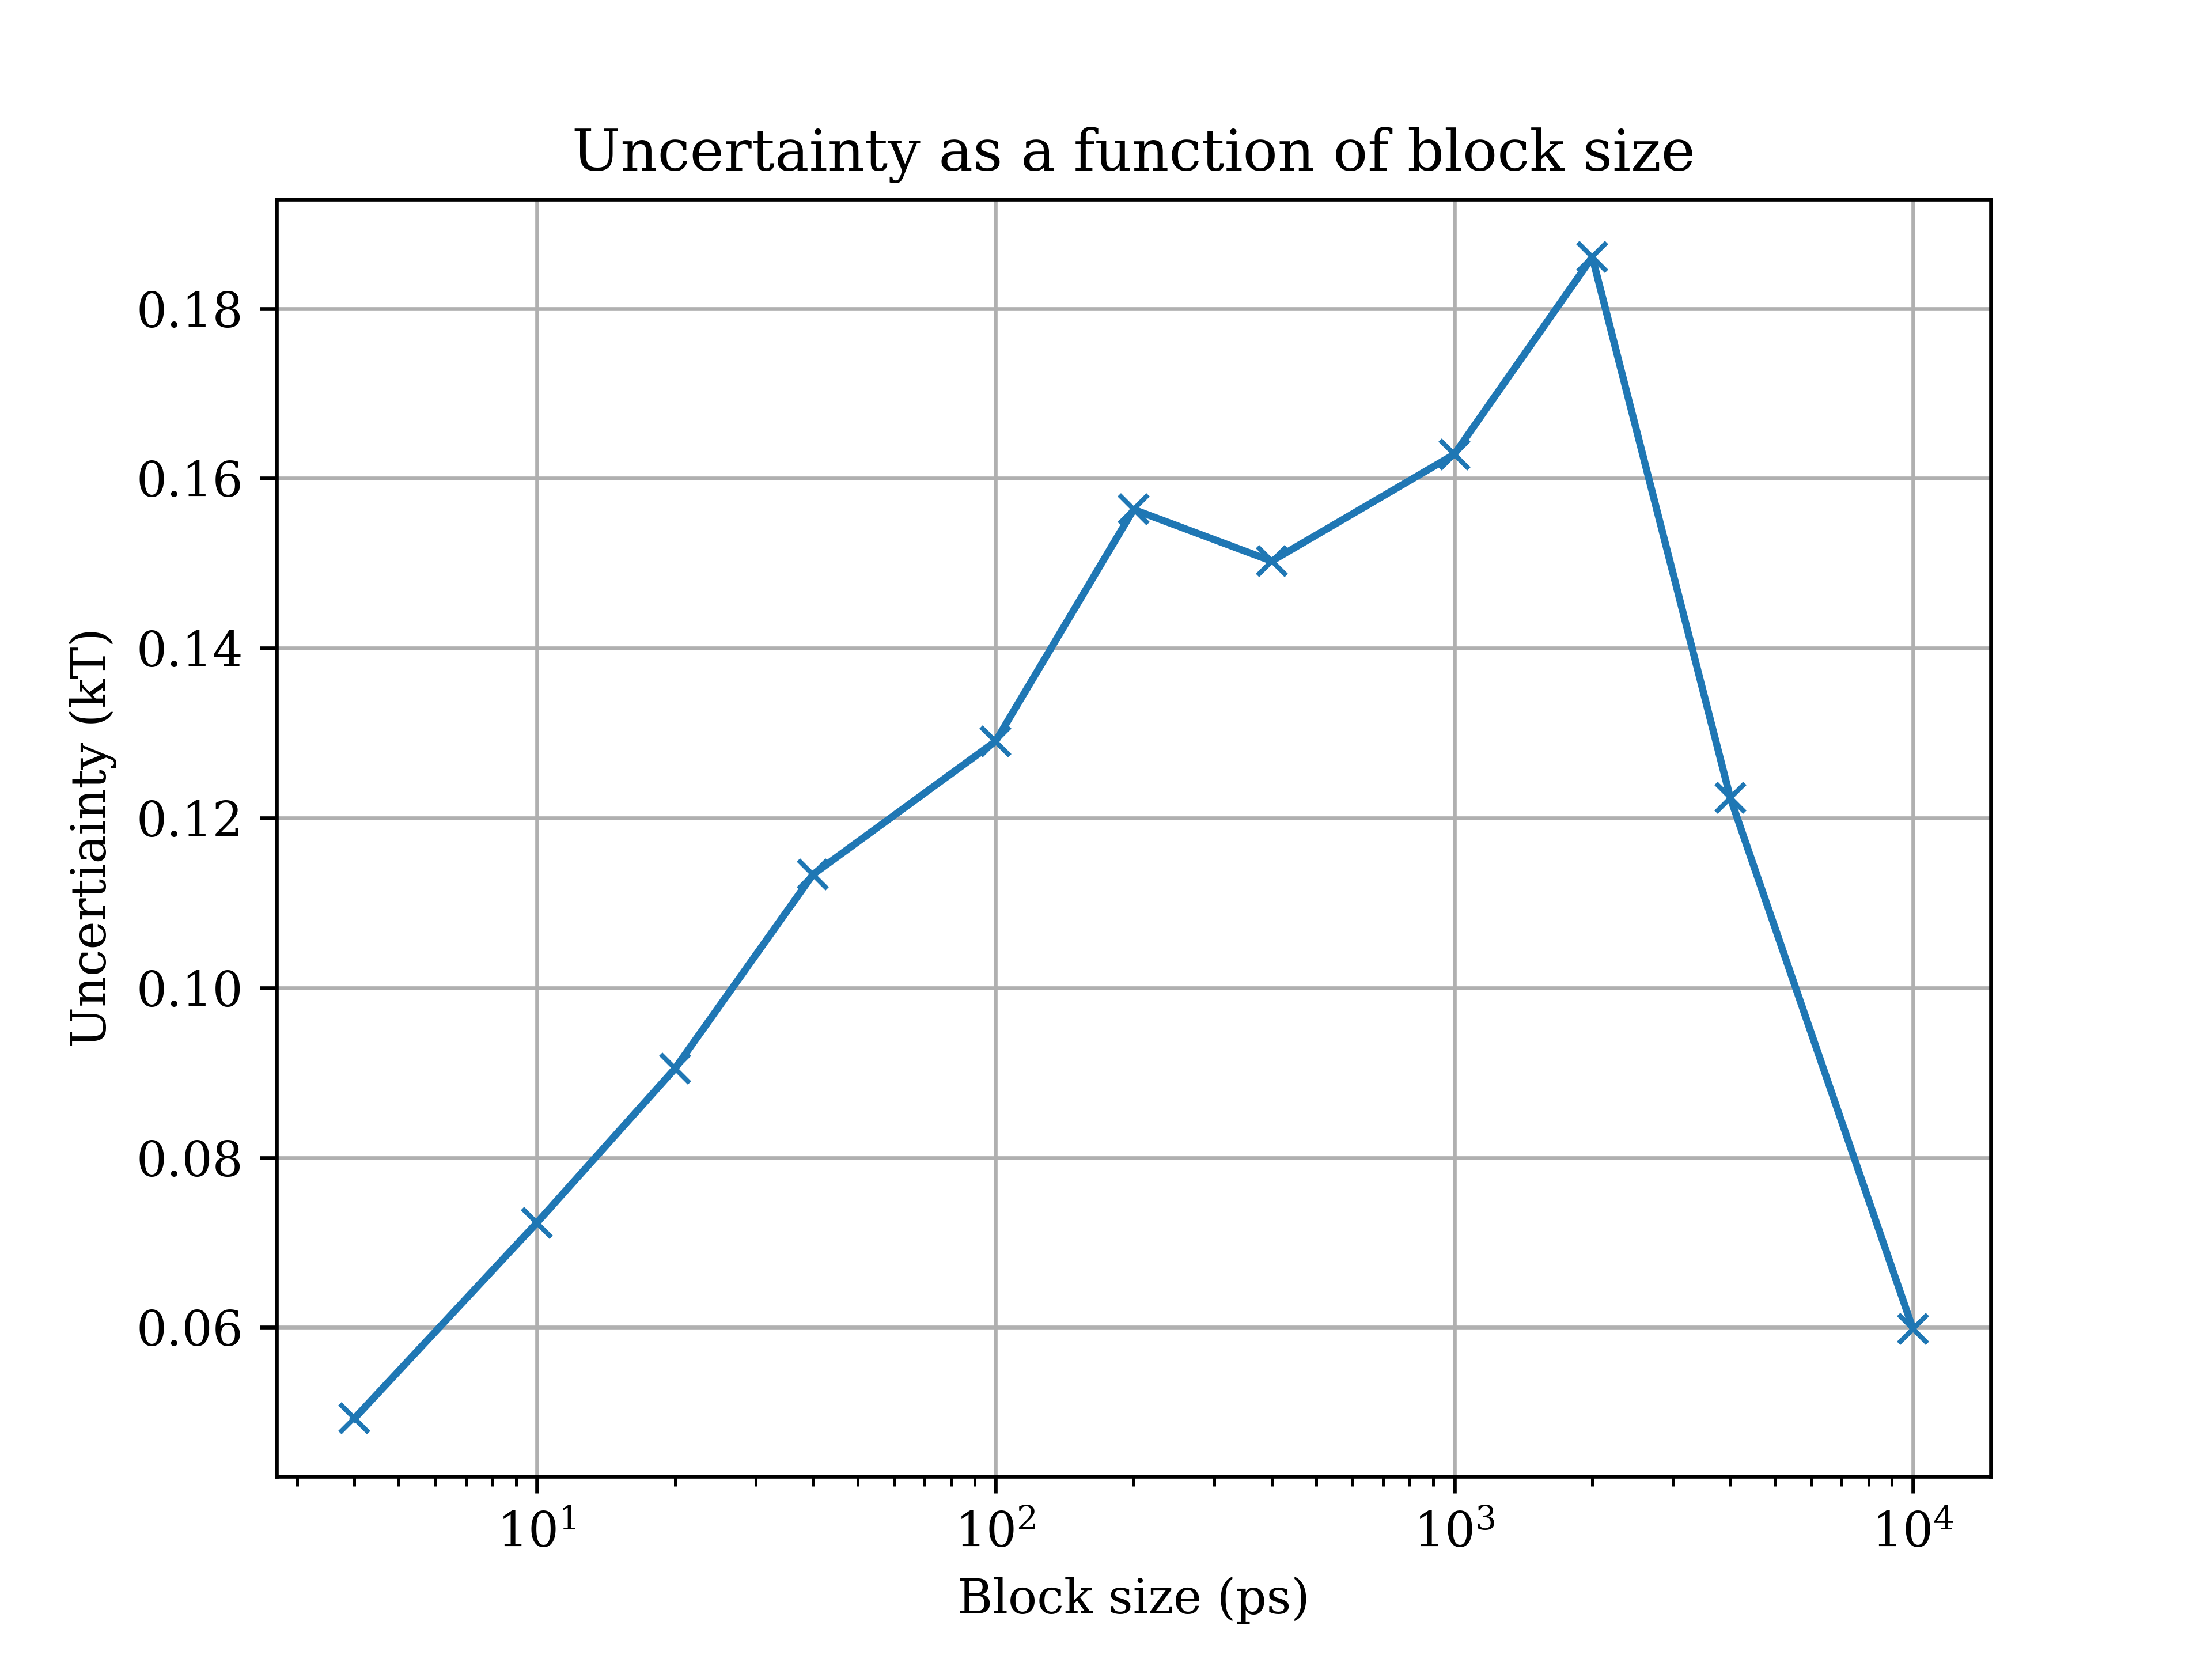 Uncertainty as a function of block size
Uncertianty (kT)
0.18
0.16
0.14
0.12
0.10
0.08
0.06
10¹ 10² 10³ 10⁴
Block size (ps)